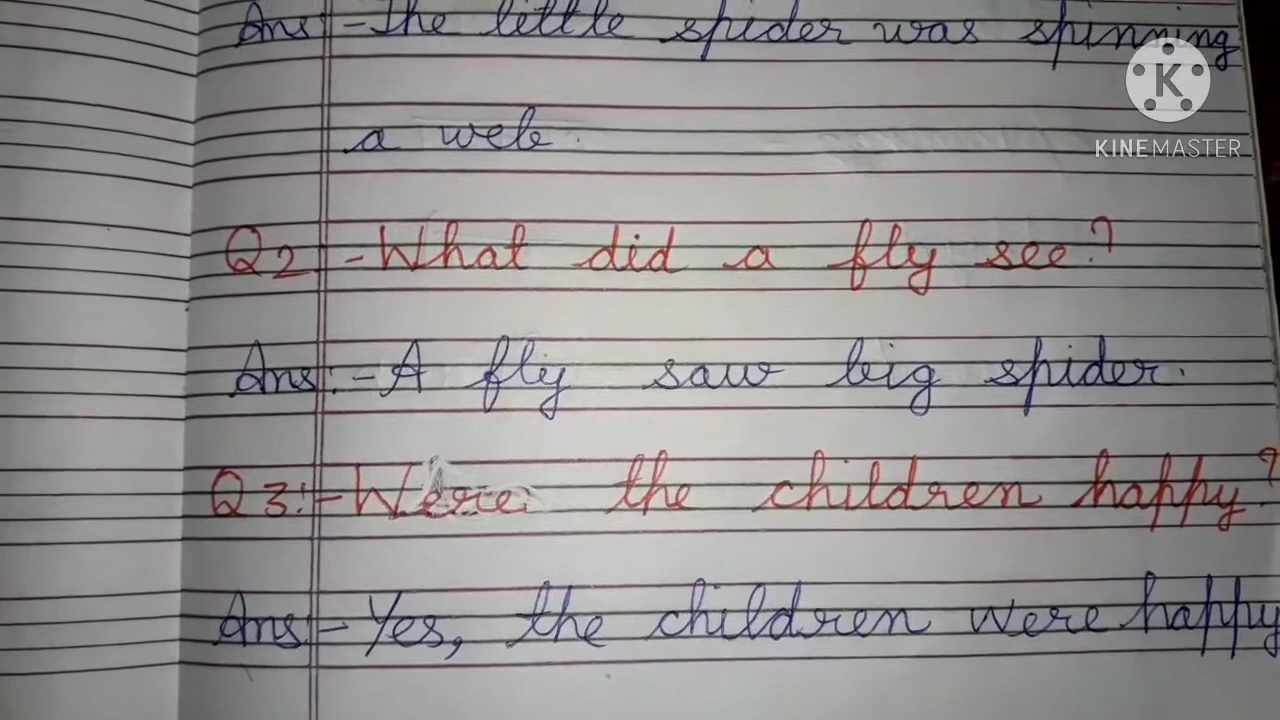 Ans:-The little spider was spinning
K
KINEMASTER
a web.
Q2:-What did a fly see?
Ans:-A fly saw big spider.
Q3:-Were the children happy?
Ans:-Yes, the children were happy